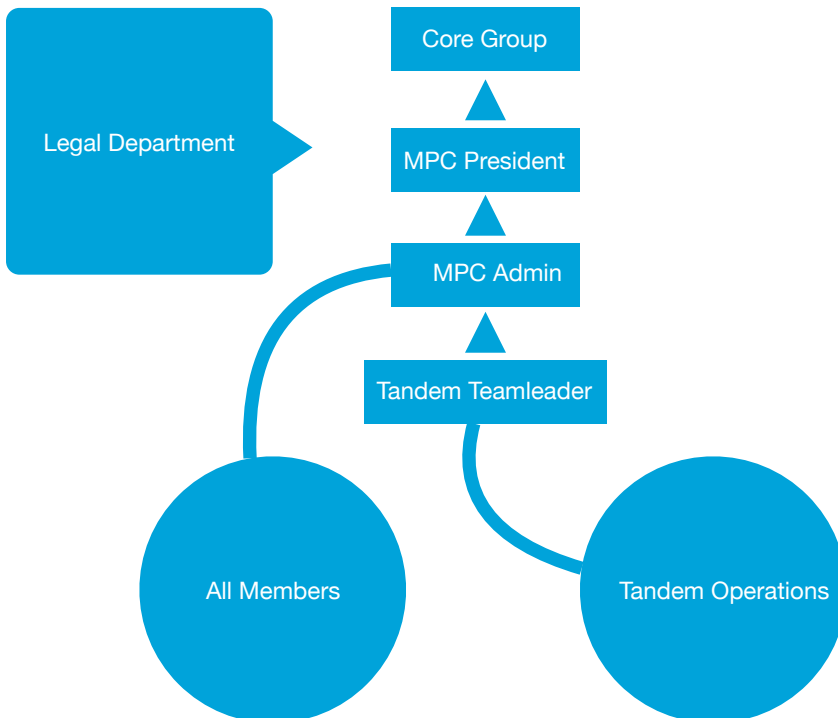 Core Group
Legal Department
MPC President
MPC Admin
Tandem Teamleader
All Members
Tandem Operations